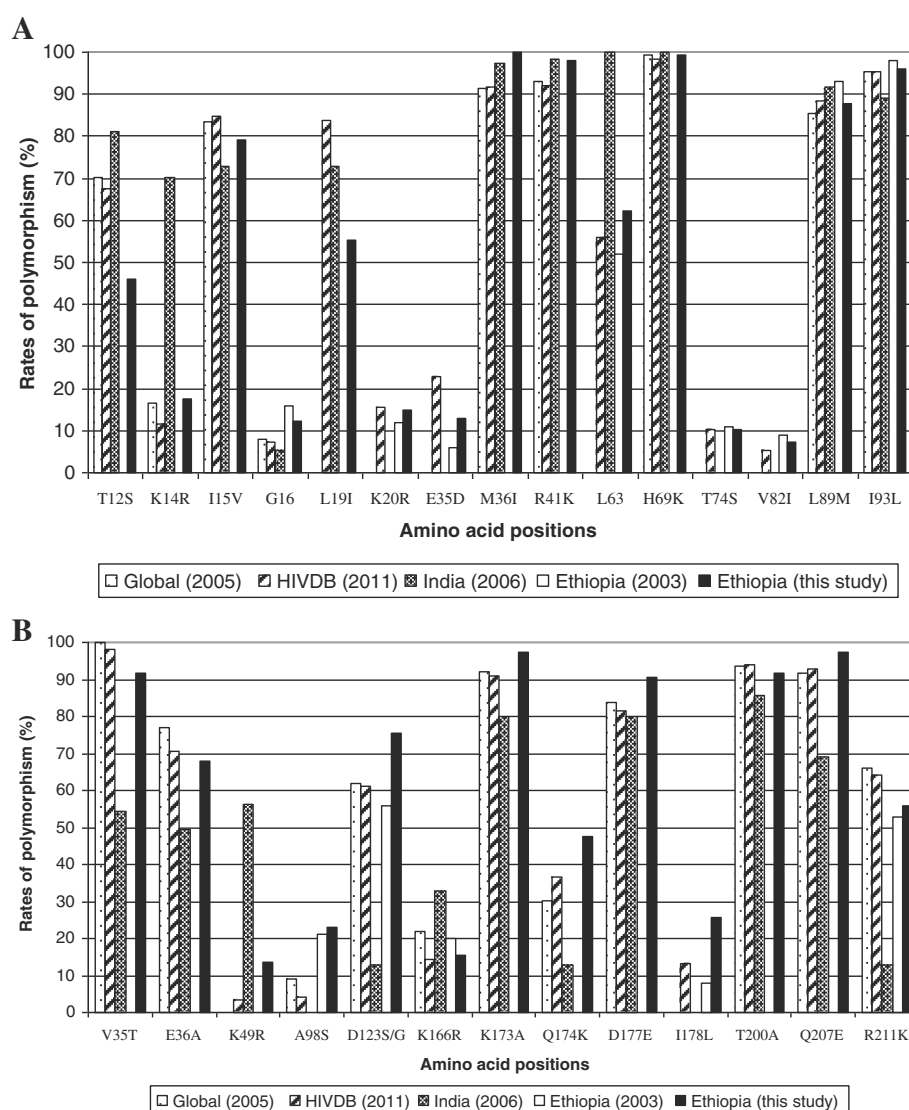 A
Rates of polymorphism (%)
100
90
80
70
60
50
40
30
20
10
0
T12S K14R I15V G16 L19I K20R E35D M36I R41K L63 H69K T74S V82I L89M I93L
Amino acid positions
Global (2005) HIVDB (2011) India (2006) Ethiopia (2003) Ethiopia (this study)
B
Rates of polymorphism (%)
100
90
80
70
60
50
40
30
20
10
0
V35T E36A K49R A98S D123S/G K166R K173A Q174K D177E I178L T200A Q207E R211K
Amino acid positions
Global (2005) HIVDB (2011) India (2006) Ethiopia (2003) Ethiopia (this study)